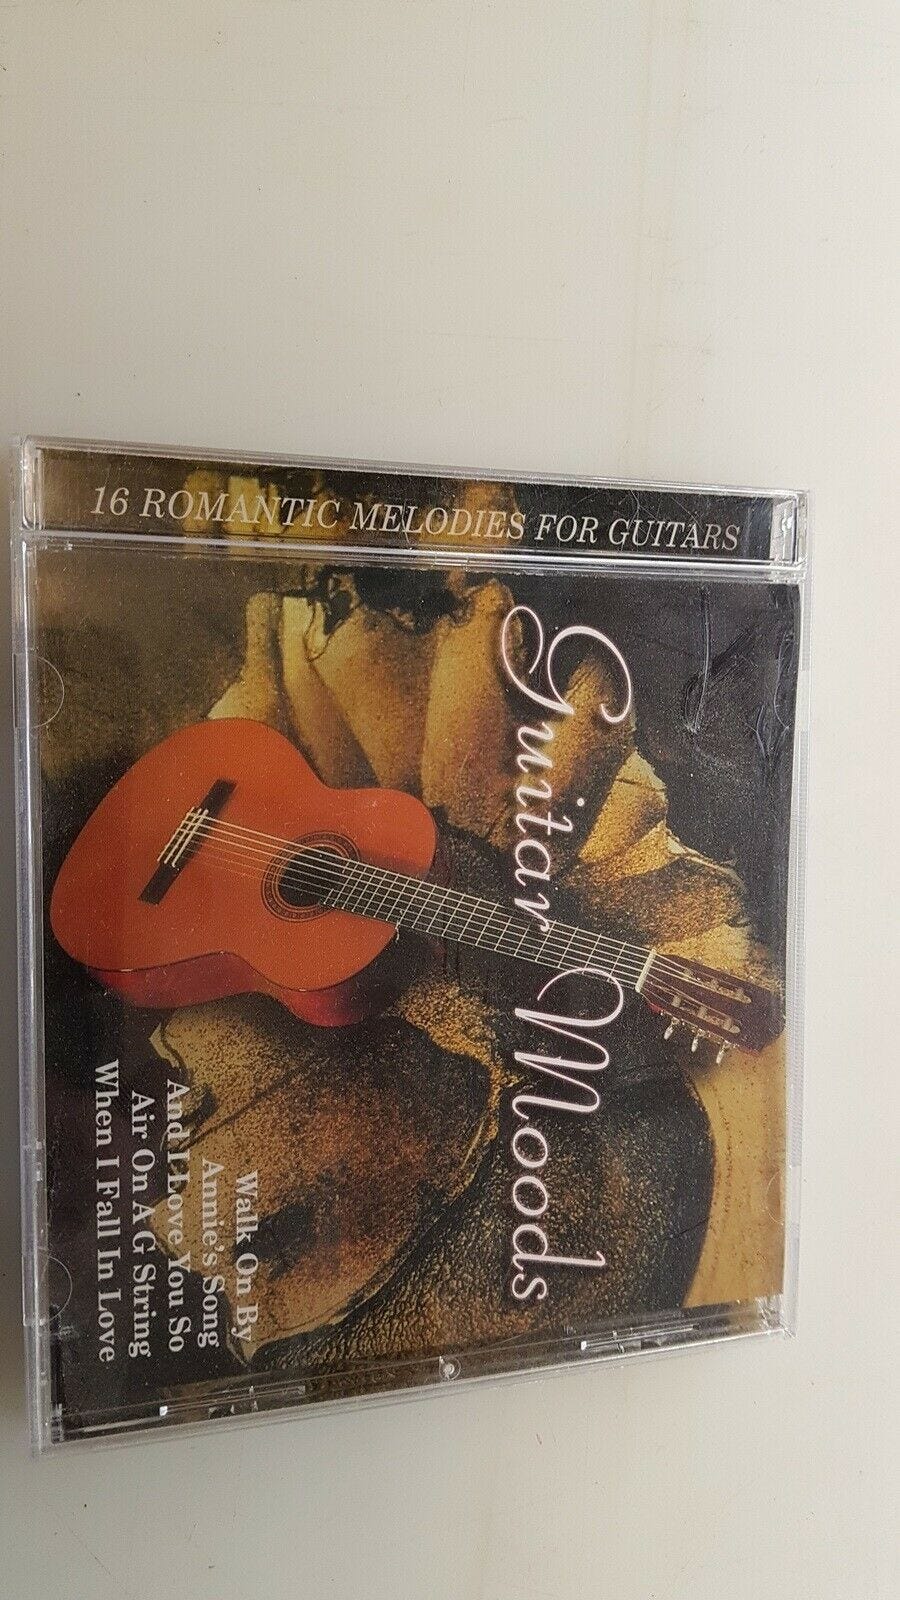 16 ROMANTIC MELODIES FOR GUITARS
Guitar Moods
Walk On By
Annie's Song
And I Love You So
Air On A G String
When I Fall In Love